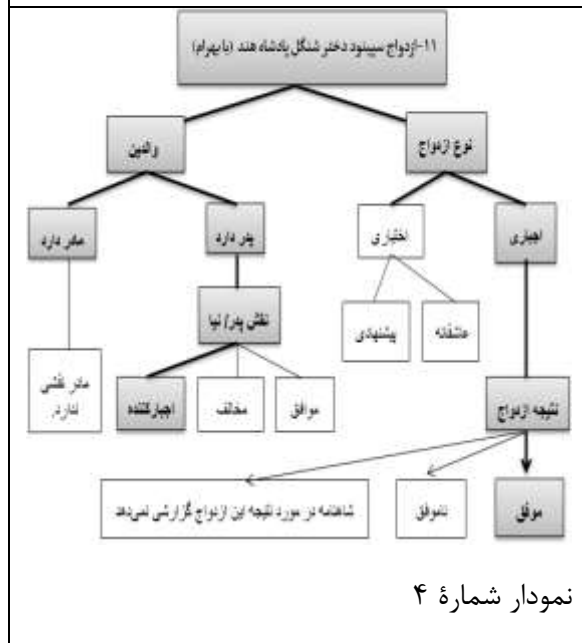 ۱۱-ازدواج سپینود دختر شنگل پادشاه هند (با بهرام)
نوع ازدواج
والدین
اجباری
اختیاری
پدر دارد
مادر دارد
عاشقانه
پیشنهادی
نقش پدر/ نیا
موافق
مخالف
اجبارکننده
مادر نقشی
ندارد.
نتیجه ازدواج
موفق
ناموفق
شاهنامه در مورد نتیجه این ازدواج گزارشی نمی‌دهد
نمودار شمارهٔ ۴